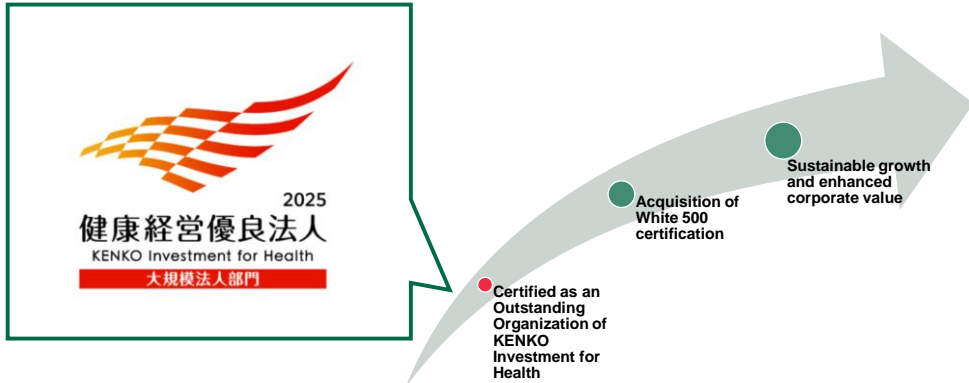 2025
健康経営優良法人
KENKO Investment for Health
大規模法人部門
Certified as an
Outstanding
Organization of
KENKO
Investment for
Health
Acquisition of
White 500
certification
Sustainable growth
and enhanced
corporate value